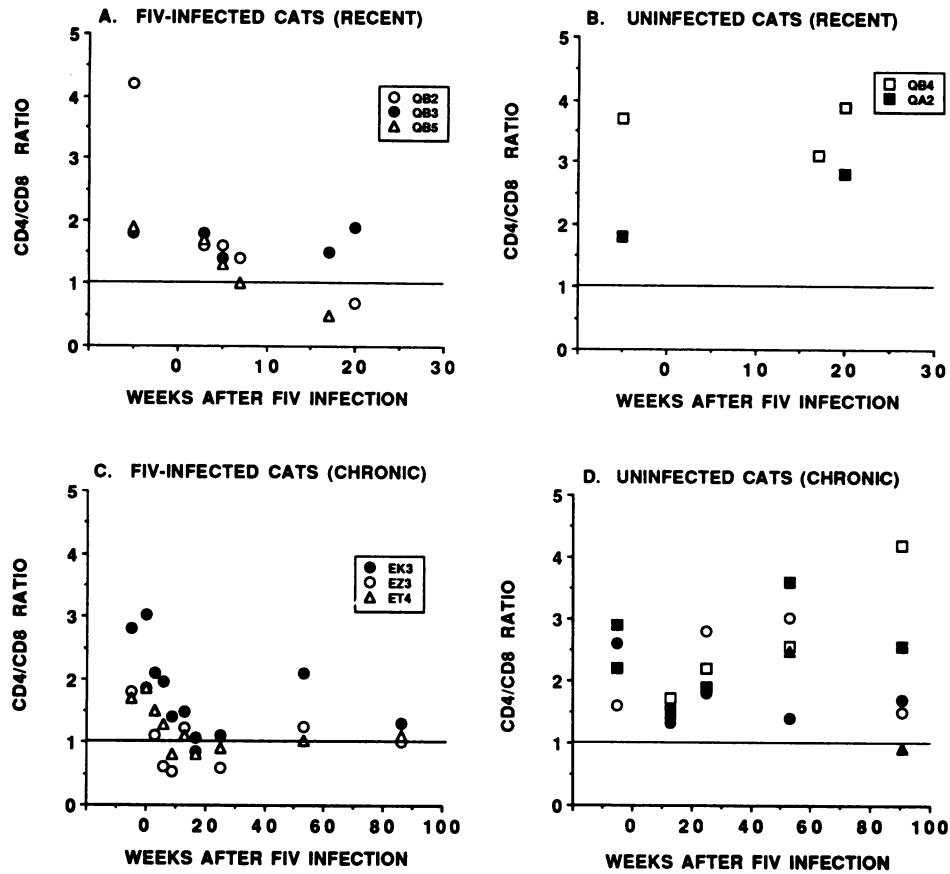 A. FIV-INFECTED CATS (RECENT)
5
4
3
2
1
0
CD4/CD8 RATIO
QB2
QB3
QB5
0 10 20 30
WEEKS AFTER FIV INFECTION
B. UNINFECTED CATS (RECENT)
5
4
3
2
1
0
CD4/CD8 RATIO
QB4
QA2
0 10 20 30
WEEKS AFTER FIV INFECTION
C. FIV-INFECTED CATS (CHRONIC)
5
4
3
2
1
0
CD4/CD8 RATIO
EK3
EZ3
ET4
0 20 40 60 80 100
WEEKS AFTER FIV INFECTION
D. UNINFECTED CATS (CHRONIC)
5
4
3
2
1
0
CD4/CD8 RATIO
0 20 40 60 80 100
WEEKS AFTER FIV INFECTION